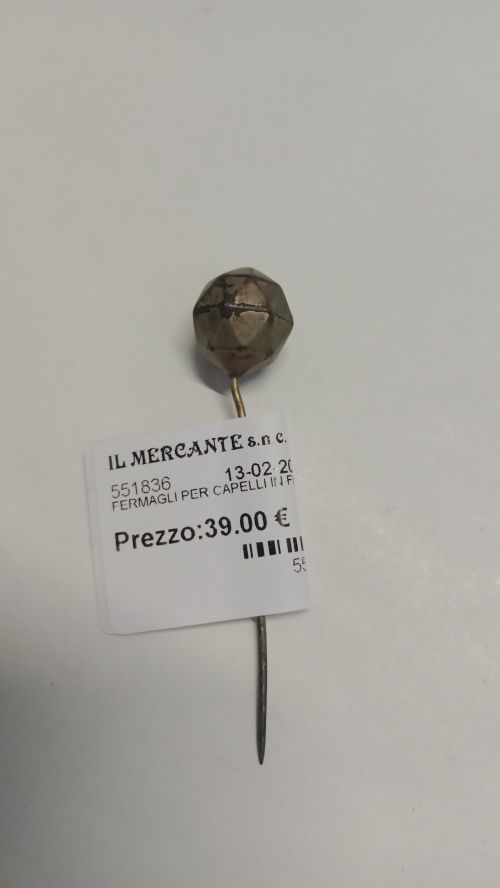 IL MERCANTE s.n.c.
551836 13-02-20
FERMAGLI PER CAPELLI IN F
Prezzo:39.00 €
55